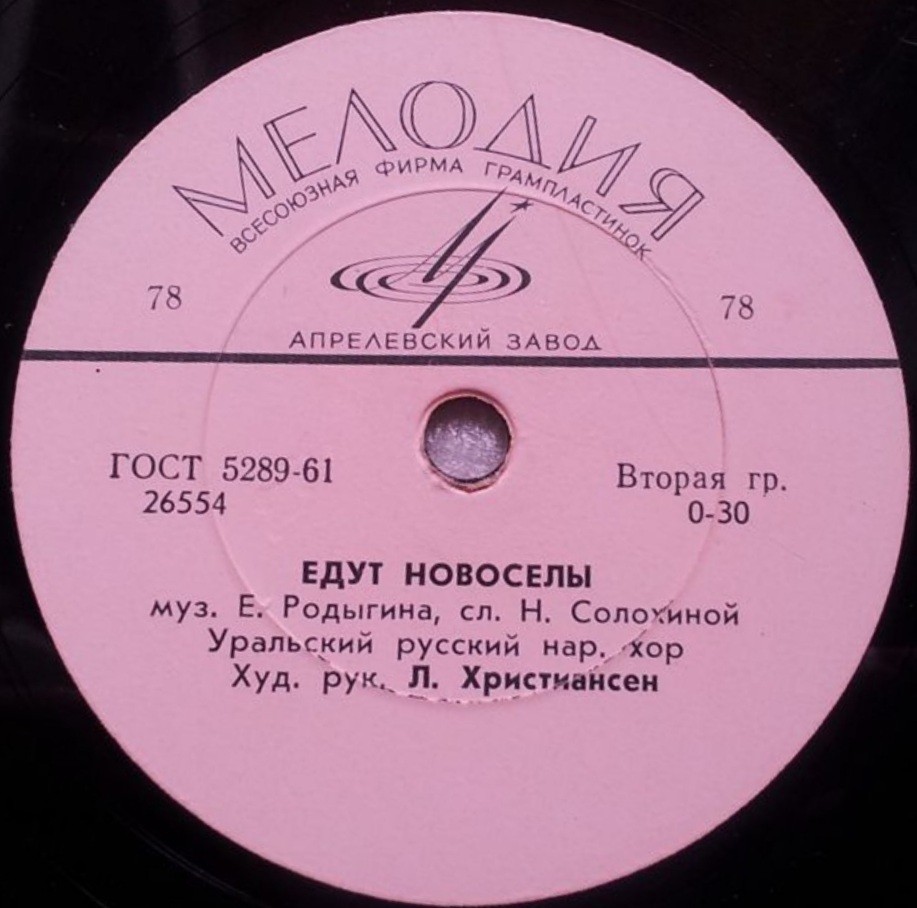 МЕЛОДИЯ
ВСЕСОЮЗНАЯ ФИРМА ГРАМПЛАСТИНОК
78
78
АПРЕЛЕВСКИЙ ЗАВОД
ГОСТ 5289-61
Вторая гр.
26554
0-30
ЕДУТ НОВОСЕЛЫ
муз. Е. Родыгина, сл. Н. Солохиной
Уральский русский нар. хор
Худ. рук. Л. Христиансен